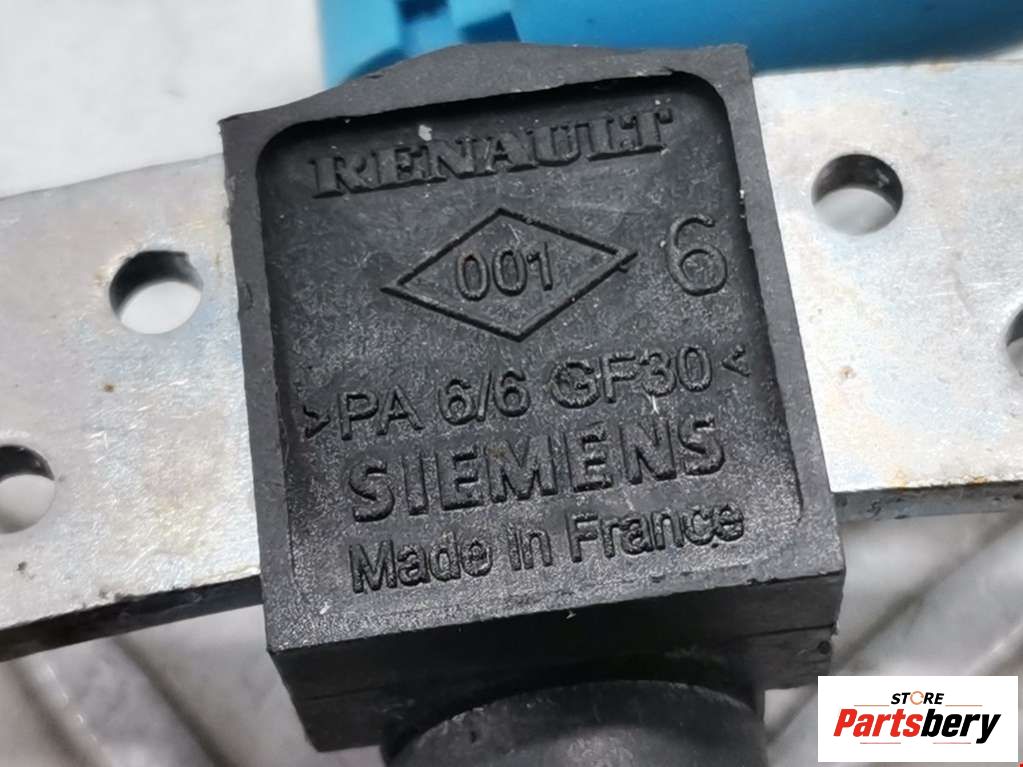 RENAULT
001 6
>PA 6/6 GF30<
SIEMENS
Made in France
STORE
Partsbery